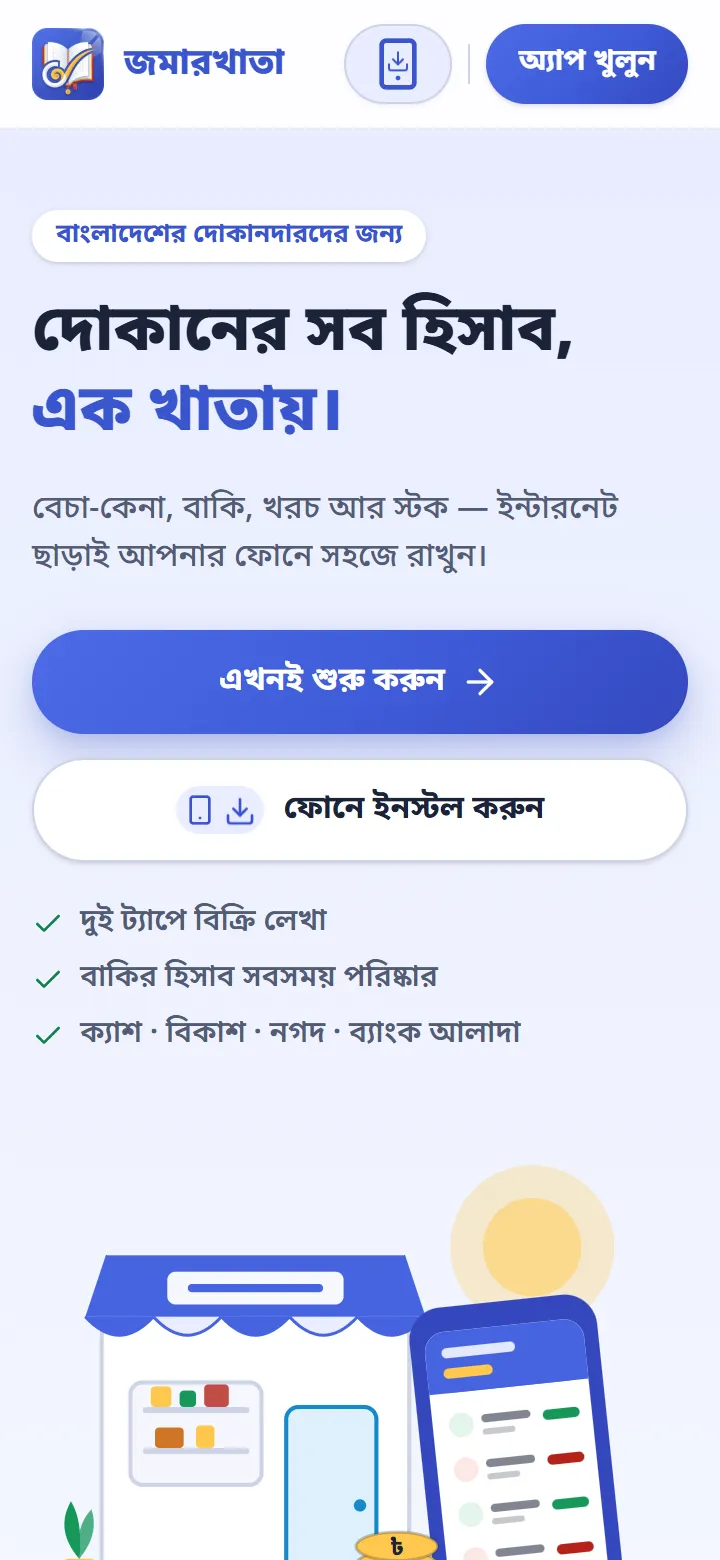 জমারখাতা
অ্যাপ খুলুন
বাংলাদেশের দোকানদারদের জন্য
দোকানের সব হিসাব,
এক খাতায়।
বেচা-কেনা, বাকি, খরচ আর স্টক — ইন্টারনেট
ছাড়াই আপনার ফোনে সহজে রাখুন।
এখনই শুরু করুন →
ফোনে ইনস্টল করুন
দুই ট্যাপে বিক্রি লেখা
বাকির হিসাব সবসময় পরিষ্কার
ক্যাশ · বিকাশ · নগদ · ব্যাংক আলাদা
৳